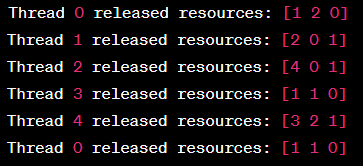 Thread 0 released resources: [1 2 0]
Thread 1 released resources: [2 0 1]
Thread 2 released resources: [4 0 1]
Thread 3 released resources: [1 1 0]
Thread 4 released resources: [3 2 1]
Thread 0 released resources: [1 1 0]